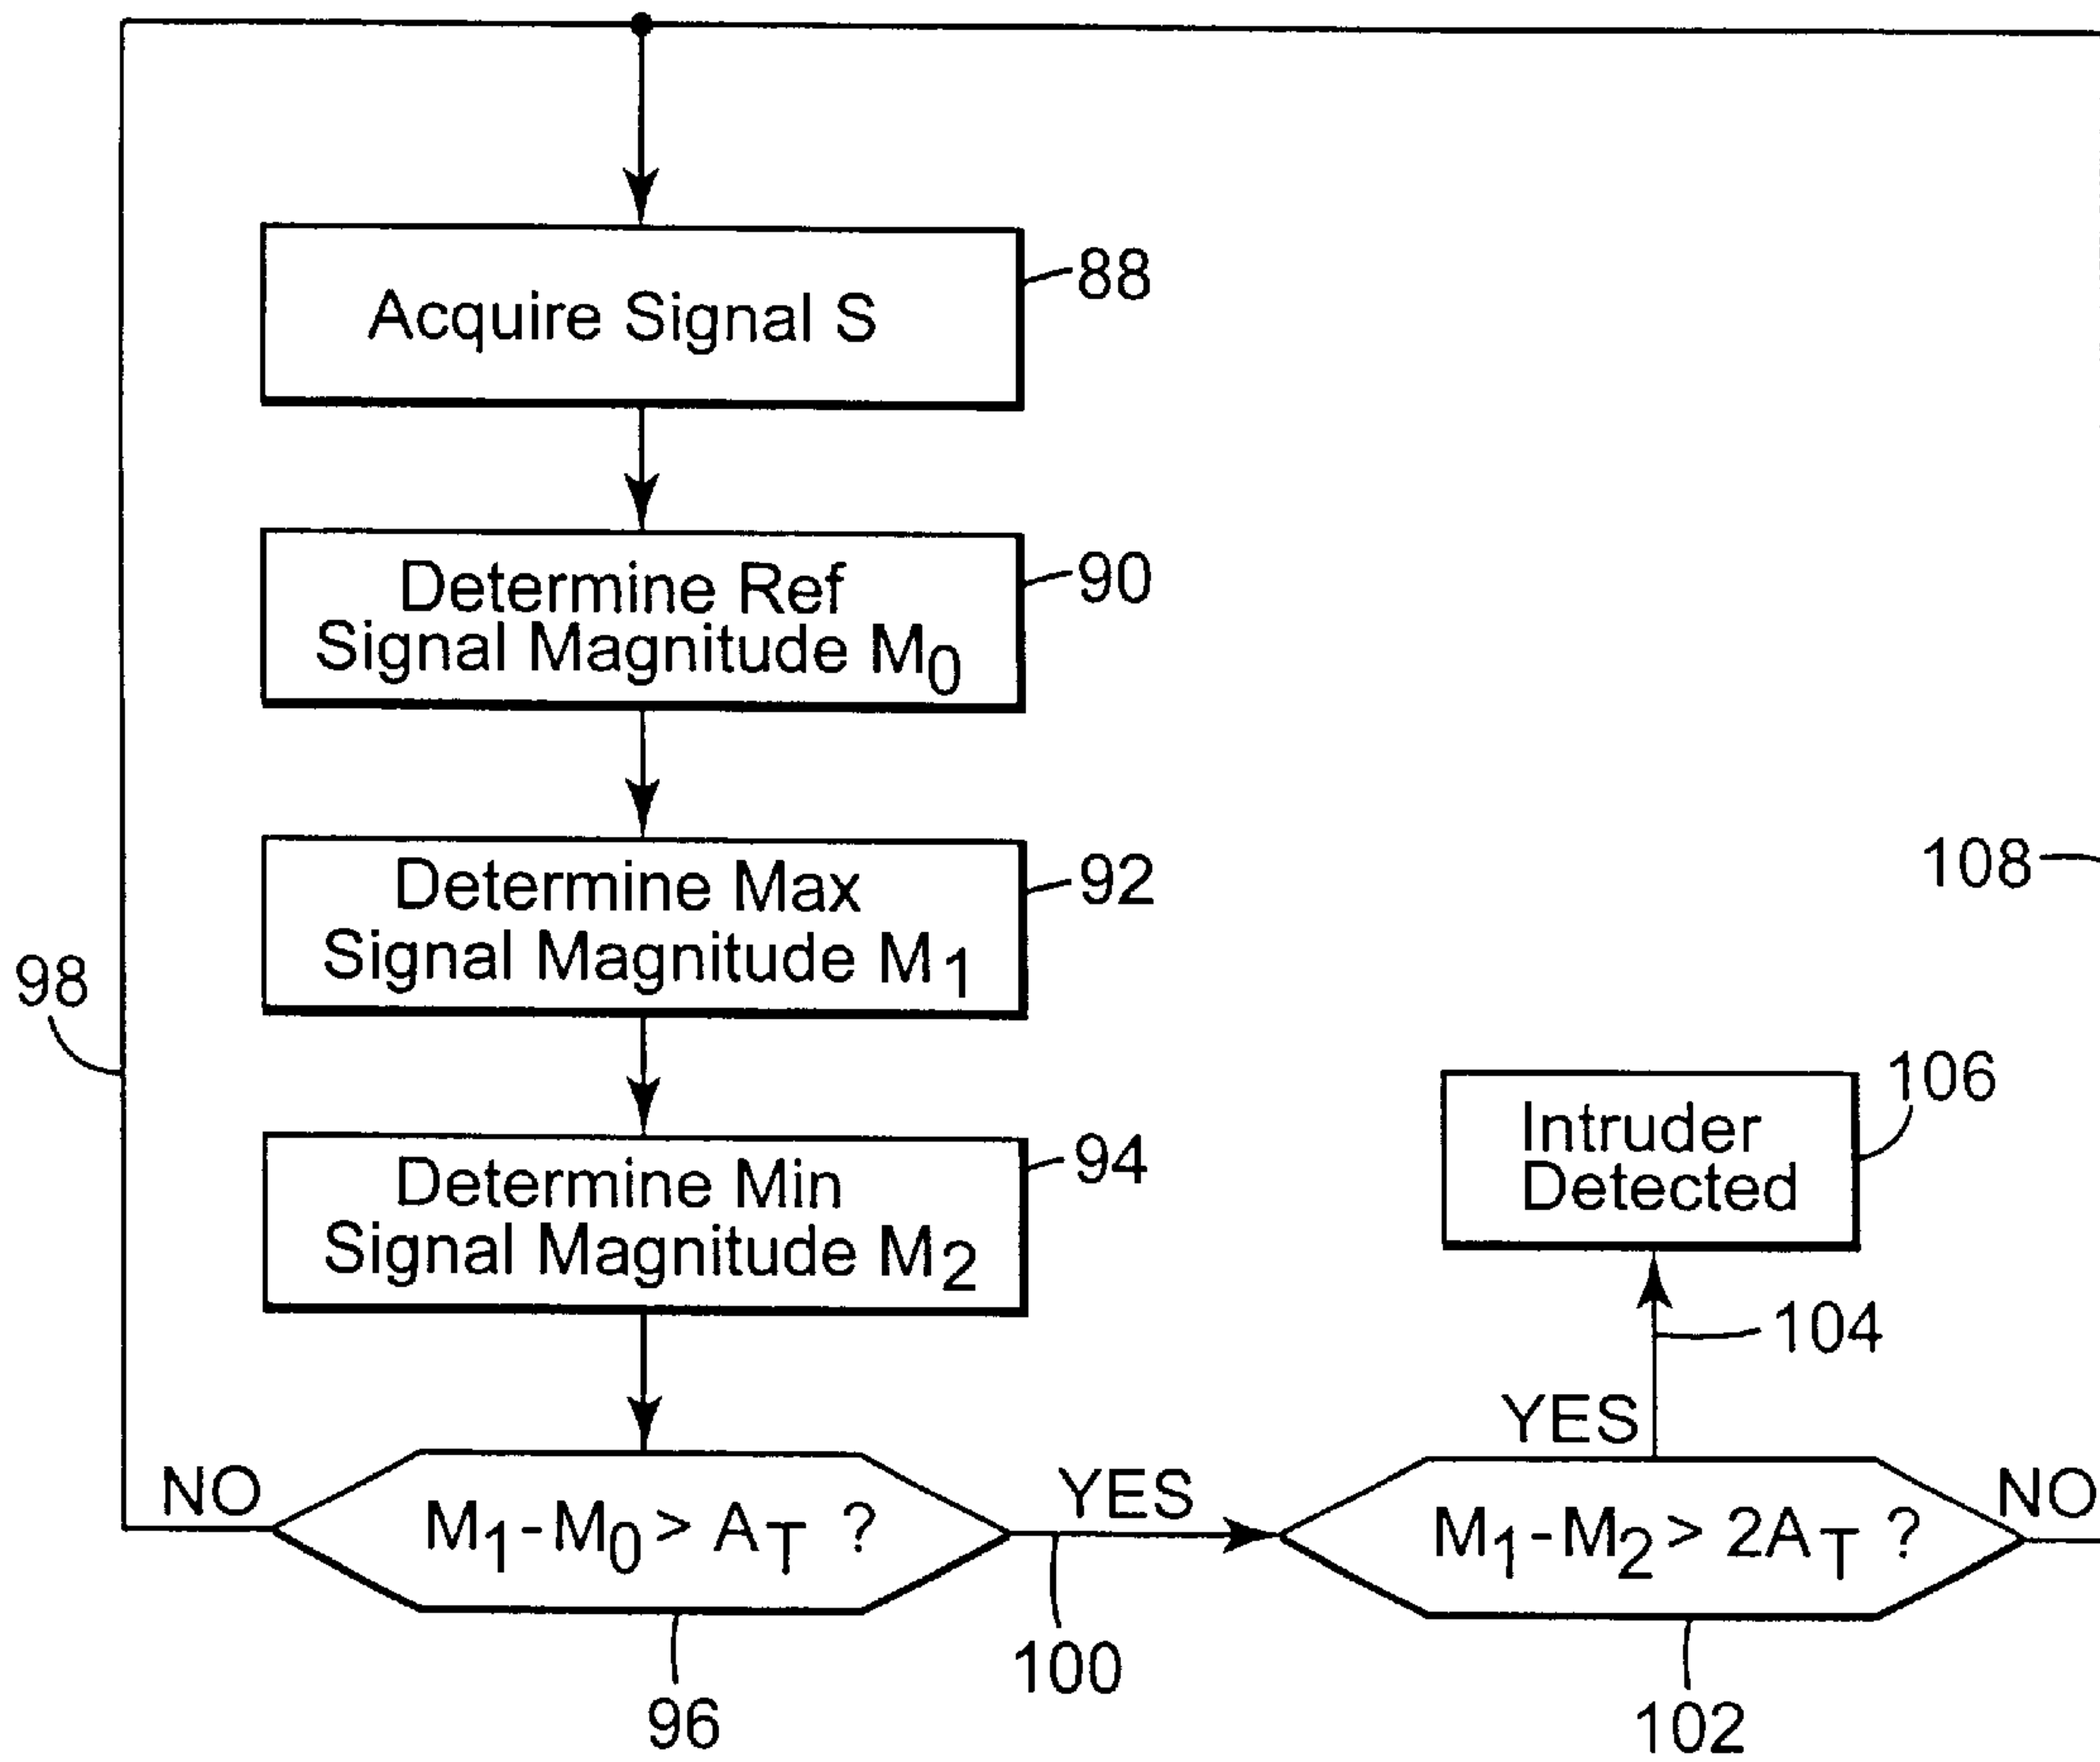 Acquire Signal S
88
Determine Ref
Signal Magnitude M₀
90
Determine Max
Signal Magnitude M₁
92
108
98
Determine Min
Signal Magnitude M₂
94
Intruder
Detected
106
104
NO
M₁-M₀ > A_T ?
YES
100
96
YES
M₁-M₂ > 2A_T ?
NO
102